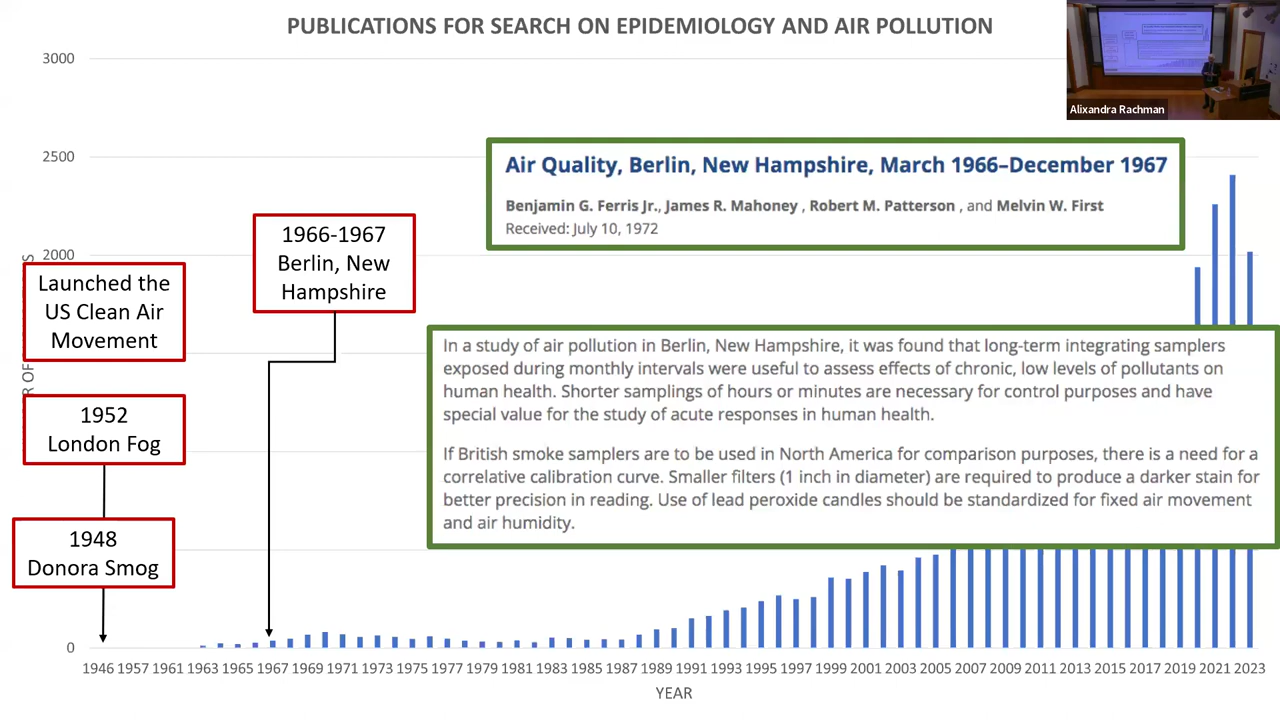 PUBLICATIONS FOR SEARCH ON EPIDEMIOLOGY AND AIR POLLUTION
Alixandra Rachman
3000
2500
2000
0
Launched the
US Clean Air
Movement
1952
London Fog
1948
Donora Smog
1966-1967
Berlin, New
Hampshire
Air Quality, Berlin, New Hampshire, March 1966–December 1967
Benjamin G. Ferris Jr., James R. Mahoney , Robert M. Patterson , and Melvin W. First
Received: July 10, 1972
In a study of air pollution in Berlin, New Hampshire, it was found that long-term integrating samplers
exposed during monthly intervals were useful to assess effects of chronic, low levels of pollutants on
human health. Shorter samplings of hours or minutes are necessary for control purposes and have
special value for the study of acute responses in human health.
If British smoke samplers are to be used in North America for comparison purposes, there is a need for a
correlative calibration curve. Smaller filters (1 inch in diameter) are required to produce a darker stain for
better precision in reading. Use of lead peroxide candles should be standardized for fixed air movement
and air humidity.
1946 1957 1961 1963 1965 1967 1969 1971 1973 1975 1977 1979 1981 1983 1985 1987 1989 1991 1993 1995 1997 1999 2001 2003 2005 2007 2009 2011 2013 2015 2017 2019 2021 2023
YEAR